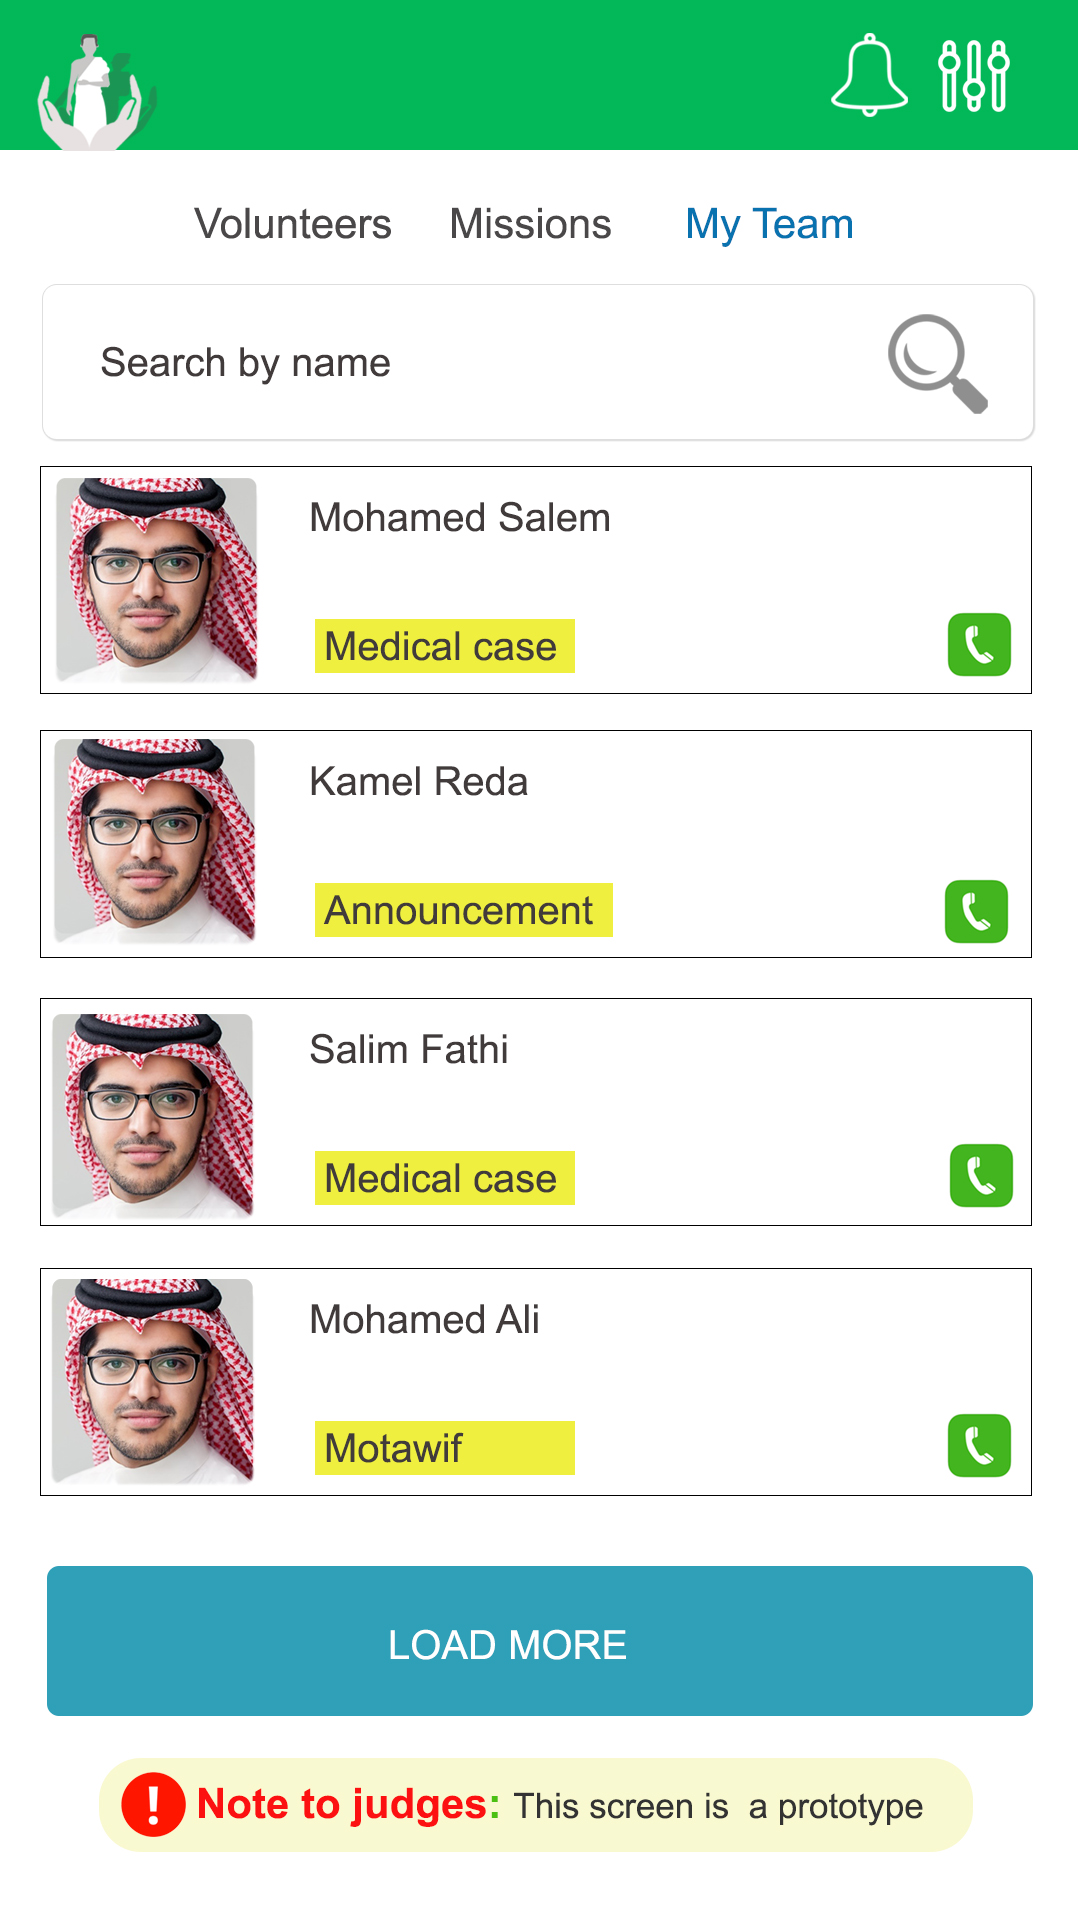 Volunteers Missions My Team
Search by name
Mohamed Salem
Medical case
Kamel Reda
Announcement
Salim Fathi
Medical case
Mohamed Ali
Motawif
LOAD MORE
! Note to judges: This screen is  a prototype